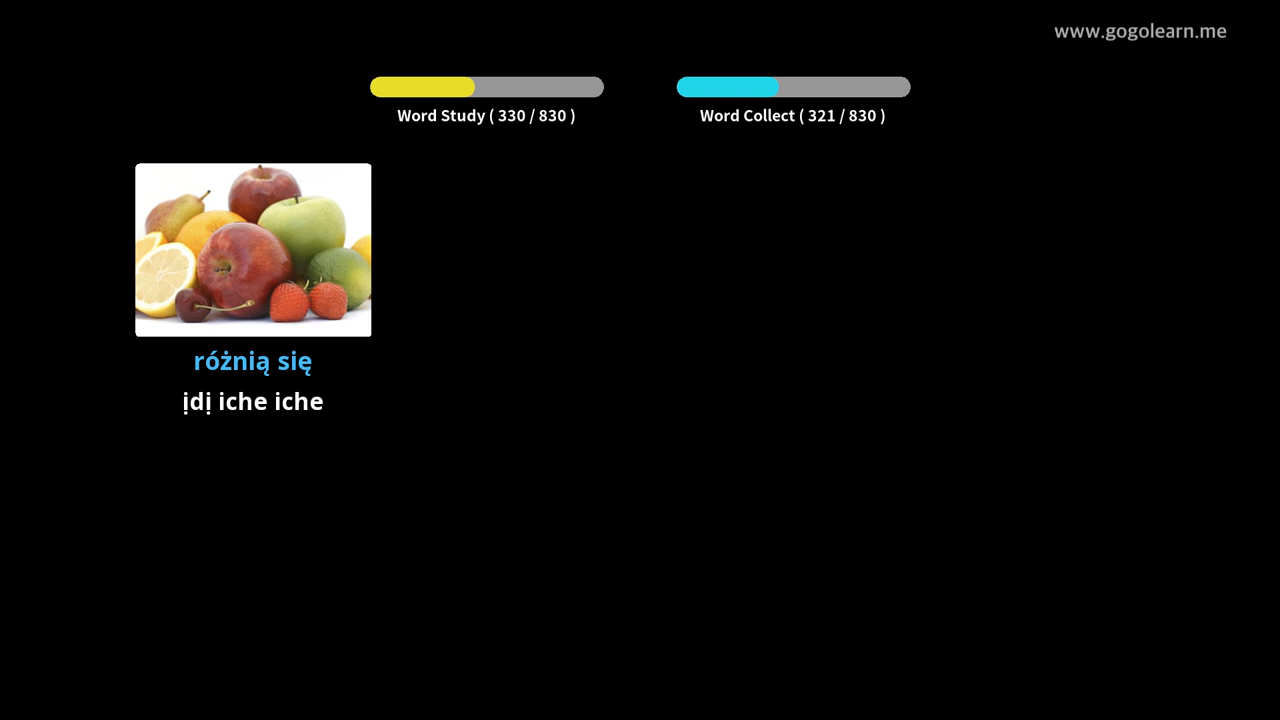 www.gogolearn.me
Word Study ( 330 / 830 )
Word Collect ( 321 / 830 )
różnią się
ịdị iche iche